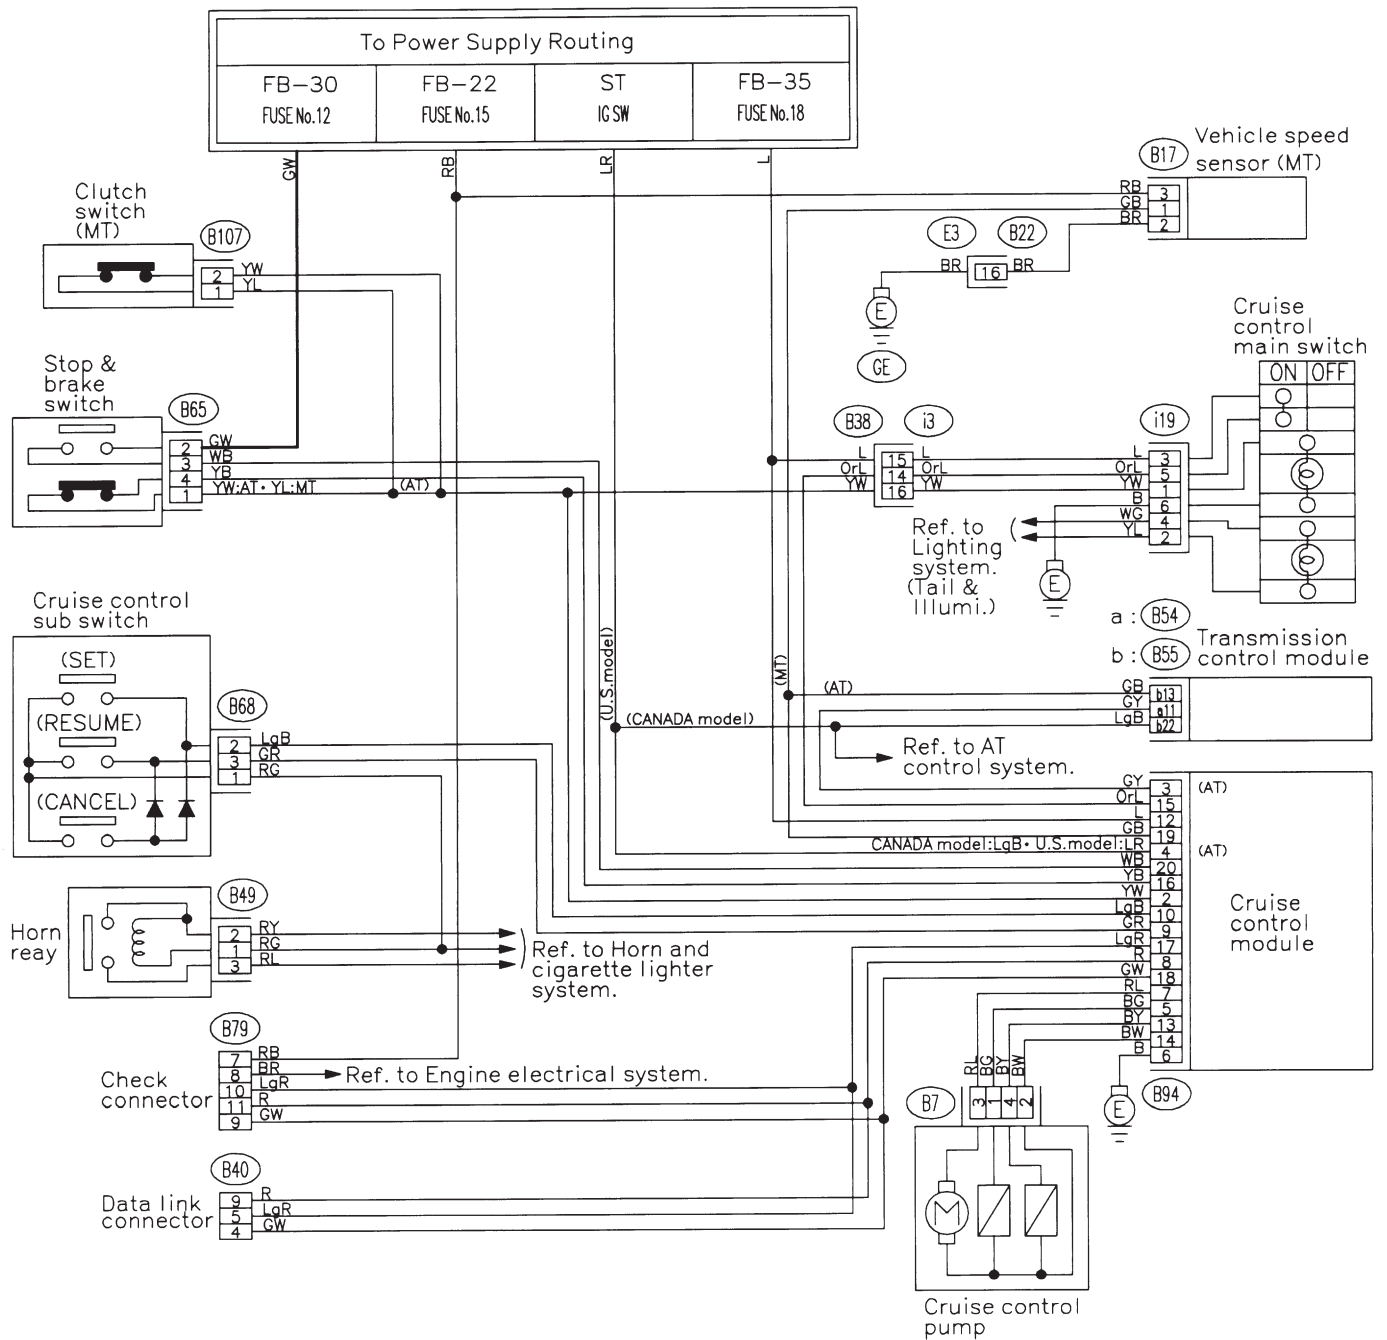 To Power Supply Routing
FB-30
FUSE No.12
FB-22
FUSE No.15
ST
IG SW
FB-35
FUSE No.18
GW
RB
LR
L
Clutch
switch
(MT)
B107
2 YW
1 YL
Vehicle speed
sensor (MT)
B17
RB 3
GB 1
BR 2
E3
B22
BR 16 BR
E
GE
Stop &
brake
switch
B65
2 GW
3 WB
4 YB
1 YW:AT・YL:MT
(AT)
Cruise
control
main switch
ON OFF
B38
i3
i19
L 15 L
OrL 14 OrL
YW 16 YW
L 3
OrL 5
YW 1
B 6
WG 4
YL 2
Ref. to
Lighting
system.
(Tail &
Illumi.)
E
Cruise control
sub switch
(SET)
(RESUME)
(CANCEL)
B68
2 LgB
3 GR
1 RG
(U.S.model)
(MT)
(AT)
(CANADA model)
Ref. to AT
control system.
a : B54
b : B55
Transmission
control module
GB b13
GY a11
LgB b22
GY 3 (AT)
OrL 15
L 12
GB 19
CANADA model:LgB・ U.S.model:LR 4 (AT)
WB 20
YB 16
YW 2
LgB 10
GR 9
LgR 17
R 8
GW 18
RL 7
BG 5
BY 13
BW 14
B 6
Cruise
control
module
B94
E
Horn
reay
B49
2 RY
1 RG
3 RL
Ref. to Horn and
cigarette lighter
system.
B79
Check
connector
7 RB
8 BR
10 LgR
11 R
9 GW
Ref. to Engine electrical system.
B40
Data link
connector
9 R
5 LgR
4 GW
RL
BG
BY
BW
B7
3 1 4 2
M
Cruise control
pump